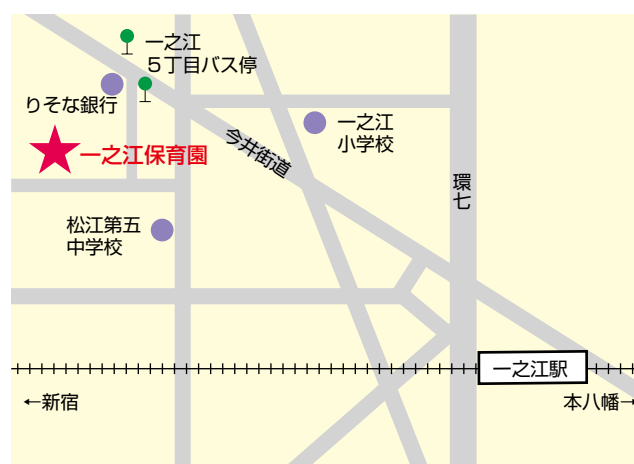 一之江
5丁目バス停
りそな銀行
一之江
小学校
一之江保育園
今井街道
環七
松江第五
中学校
一之江駅
←新宿
本八幡→